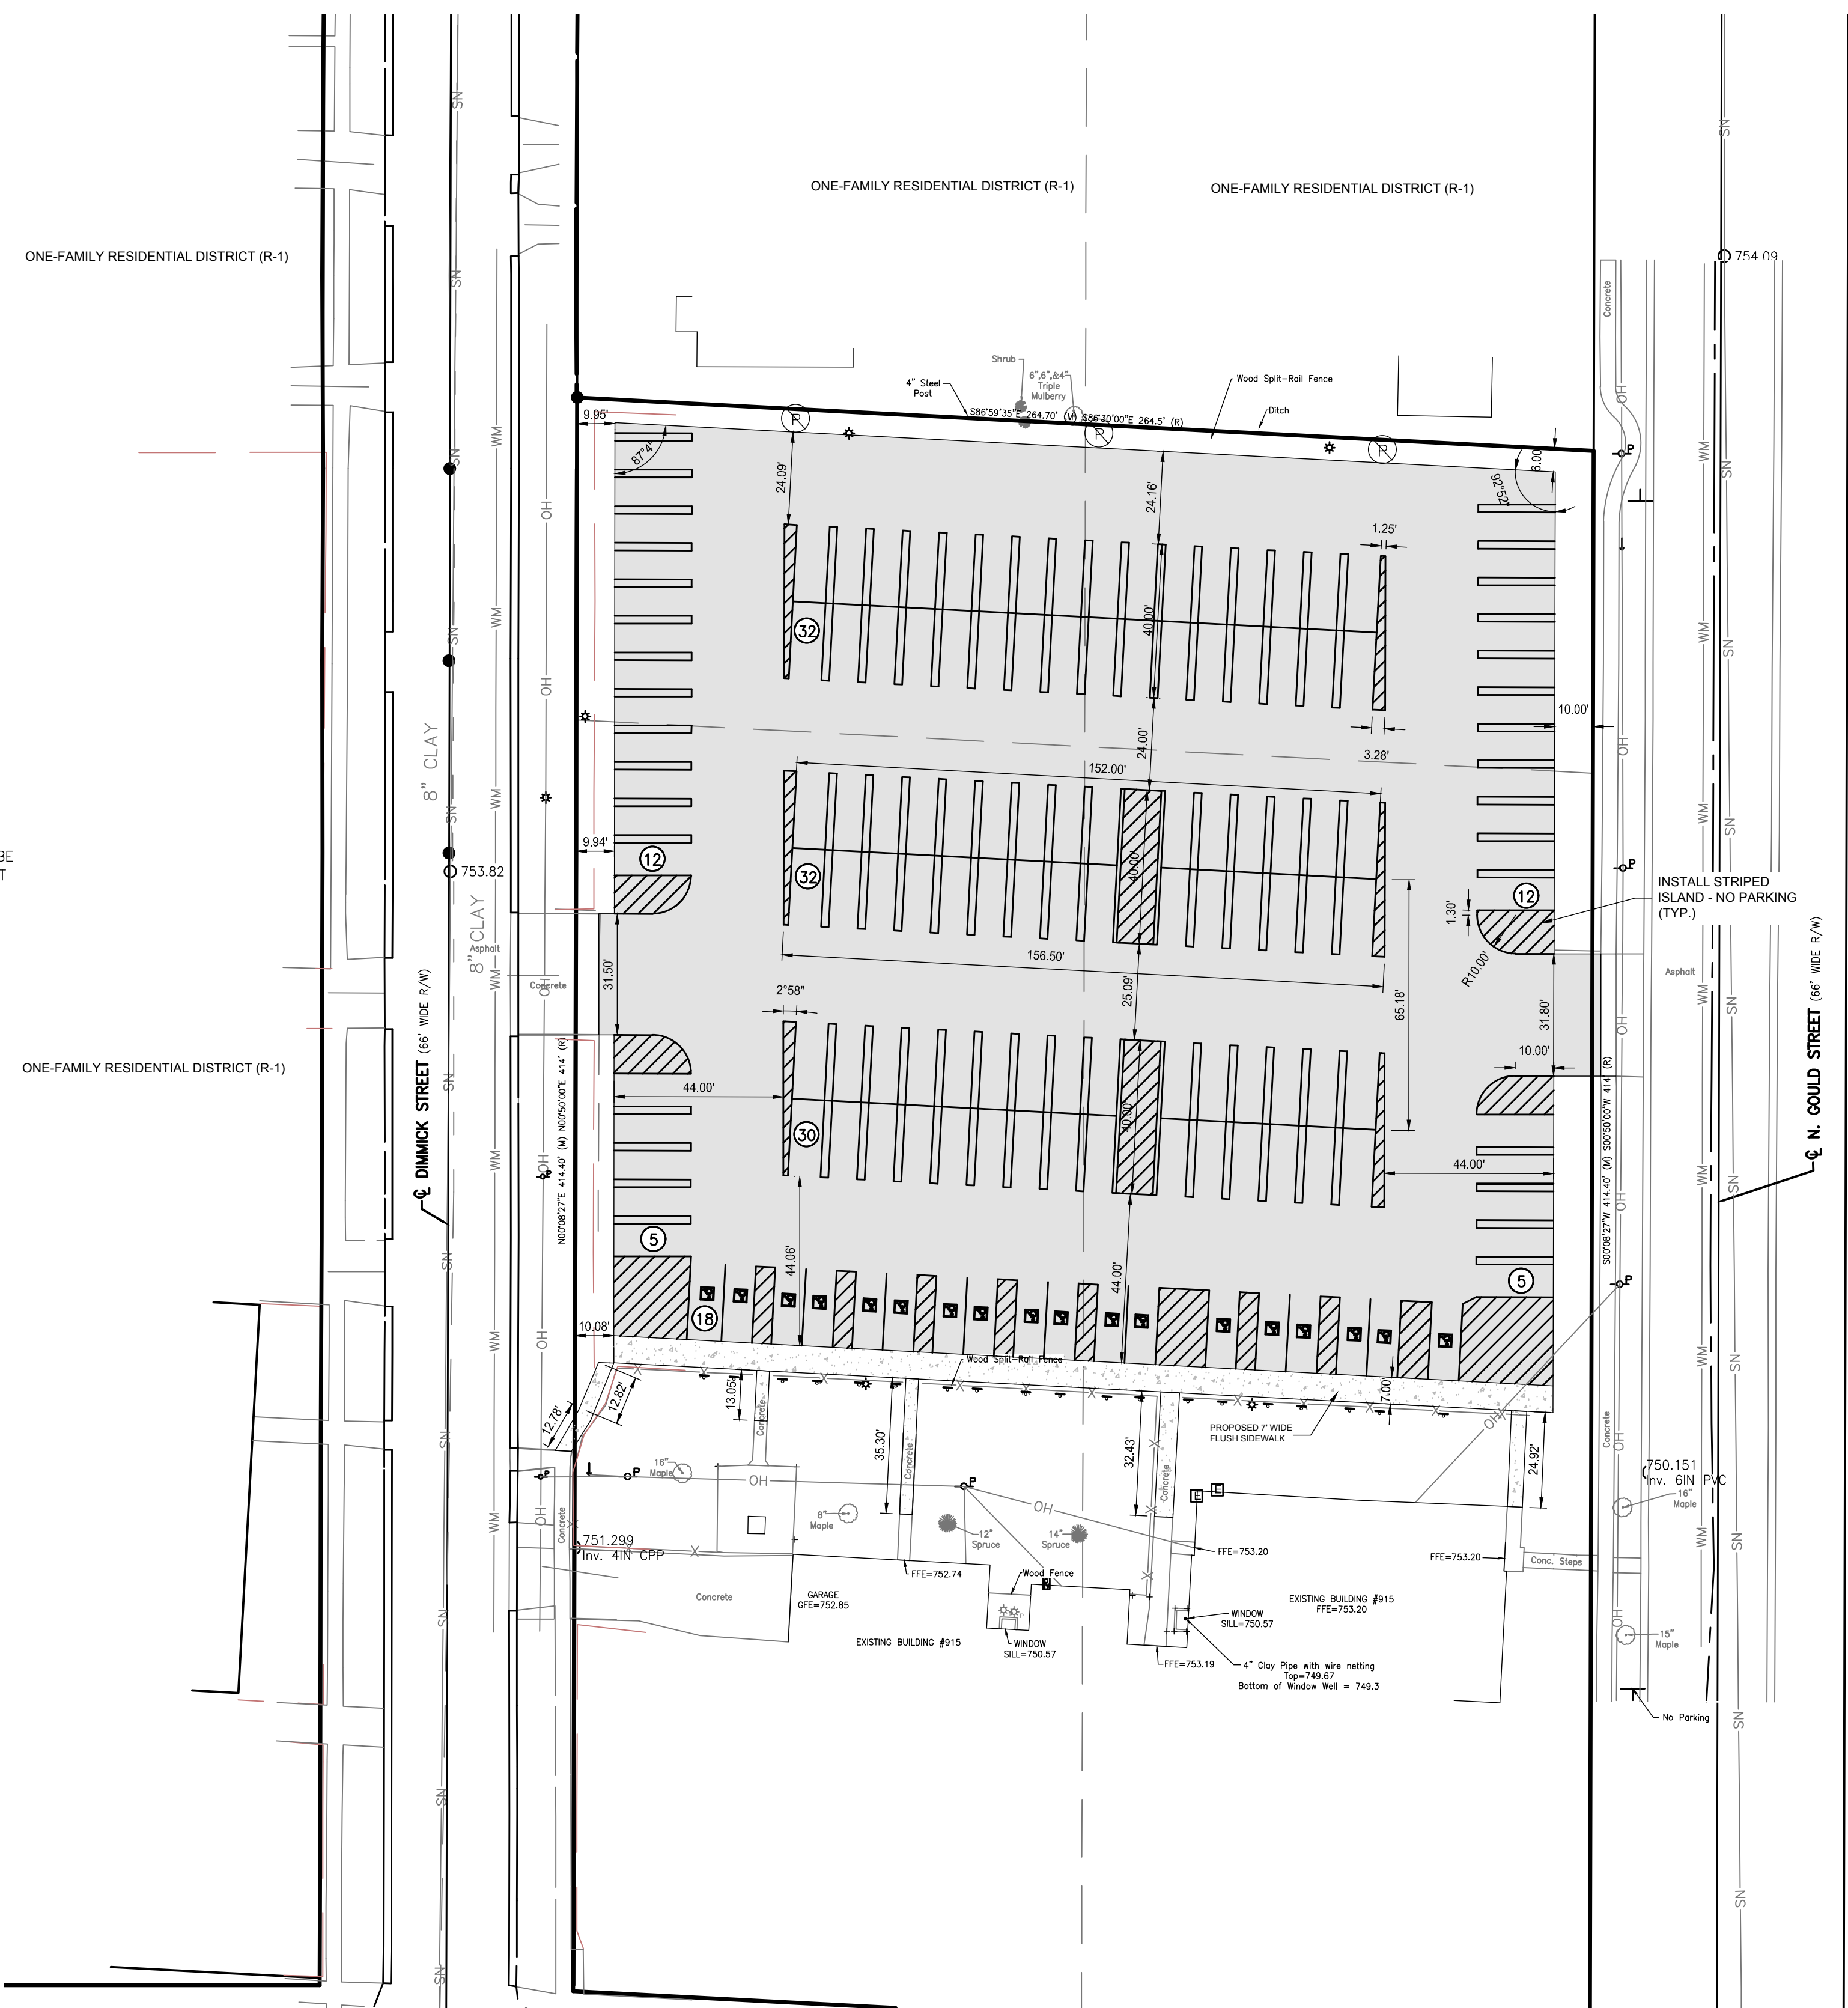 ONE-FAMILY RESIDENTIAL DISTRICT (R-1)
ONE-FAMILY RESIDENTIAL DISTRICT (R-1)
ONE-FAMILY RESIDENTIAL DISTRICT (R-1)
754.09
Concrete
Shrub
6",6",&4"
Triple
Mulberry
4" Steel
Post
Wood Split-Rail Fence
Ditch
S86°59'35"E 264.70' (M) S86°30'00"E 264.5' (R)
9.95'
87°4"
24.09'
24.16'
6.00'
92°52"
1.25'
40.00'
32
10.00'
24.00'
3.28'
152.00'
8" CLAY
9.94'
12
753.82
32
40.00'
12
1.30'
R10.00'
INSTALL STRIPED
ISLAND - NO PARKING
(TYP.)
BE
T
8" CLAY
Asphalt
Concrete
31.50'
156.50'
25.09'
65.18'
31.80'
Asphalt
2°58"
10.00'
ONE-FAMILY RESIDENTIAL DISTRICT (R-1)
DIMMICK STREET (66' WIDE R/W)
N00°08'27"E 414.40' (M) N00°50'00"E 414' (R)
44.00'
30
40.00'
44.00'
S00°08'27"W 414.40' (M) S00°50'00"W 414' (R)
N. GOULD STREET (66' WIDE R/W)
5
44.06'
44.00'
5
18
10.08'
Wood Split-Rail Fence
7.00'
12.82'
12.78'
13.05'
Concrete
35.30'
Concrete
32.43'
Concrete
PROPOSED 7' WIDE
FLUSH SIDEWALK
24.92'
Concrete
16"
Maple
8"
Maple
12"
Spruce
14"
Spruce
750.151
Inv. 6IN PVC
16"
Maple
Concrete
751.299
Inv. 4IN CPP
FFE=752.74
Wood Fence
FFE=753.20
FFE=753.20
Conc. Steps
Concrete
GARAGE
GFE=752.85
EXISTING BUILDING #915
WINDOW
SILL=750.57
WINDOW
SILL=750.57
EXISTING BUILDING #915
FFE=753.20
FFE=753.19
4" Clay Pipe with wire netting
Top=749.67
Bottom of Window Well = 749.3
15"
Maple
No Parking
SN
WM
OH
P